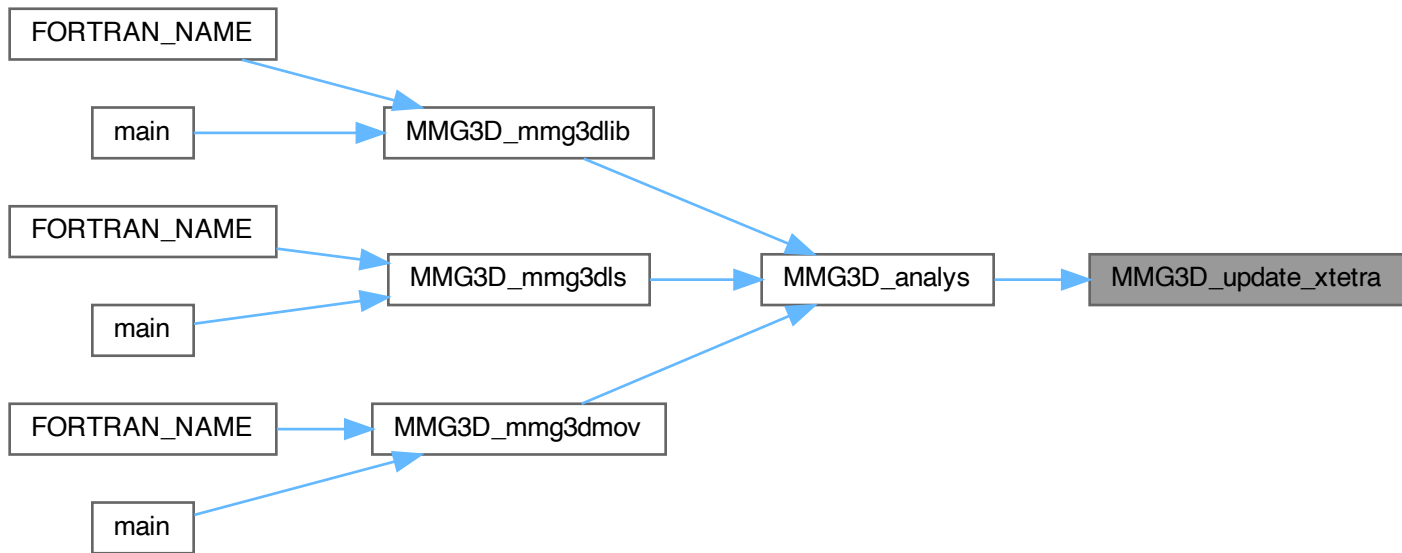 FORTRAN_NAME
main
MMG3D_mmg3dlib
FORTRAN_NAME
main
MMG3D_mmg3dls
MMG3D_analys
MMG3D_update_xtetra
FORTRAN_NAME
main
MMG3D_mmg3dmov